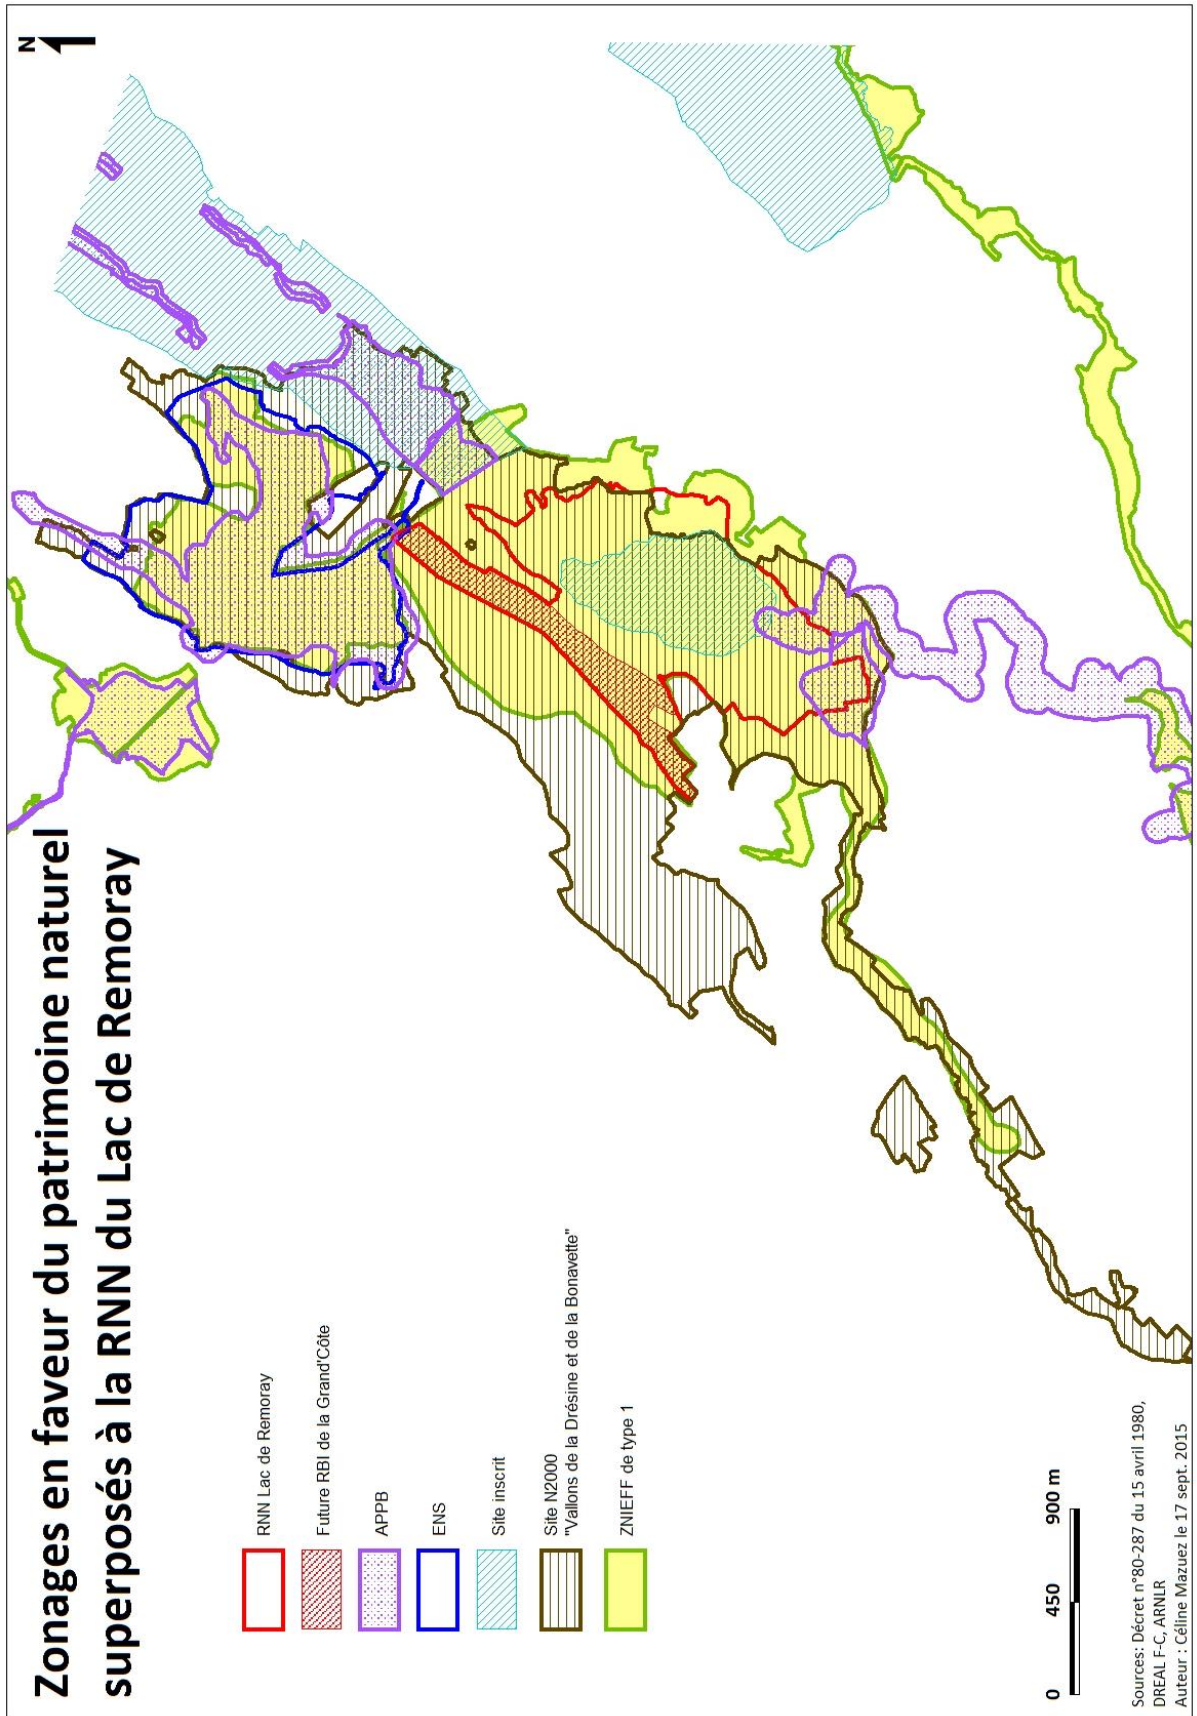 Zonages en faveur du patrimoine naturel
superposés à la RNN du Lac de Remoray
N
RNN Lac de Remoray
Future RBI de la Grand'Côte
APPB
ENS
Site inscrit
Site N2000
"Vallons de la Drésine et de la Bonavette"
ZNIEFF de type 1
0 450 900 m
Sources: Décret n°80-287 du 15 avril 1980,
DREAL F-C, ARNLR
Auteur : Céline Mazuez le 17 sept. 2015